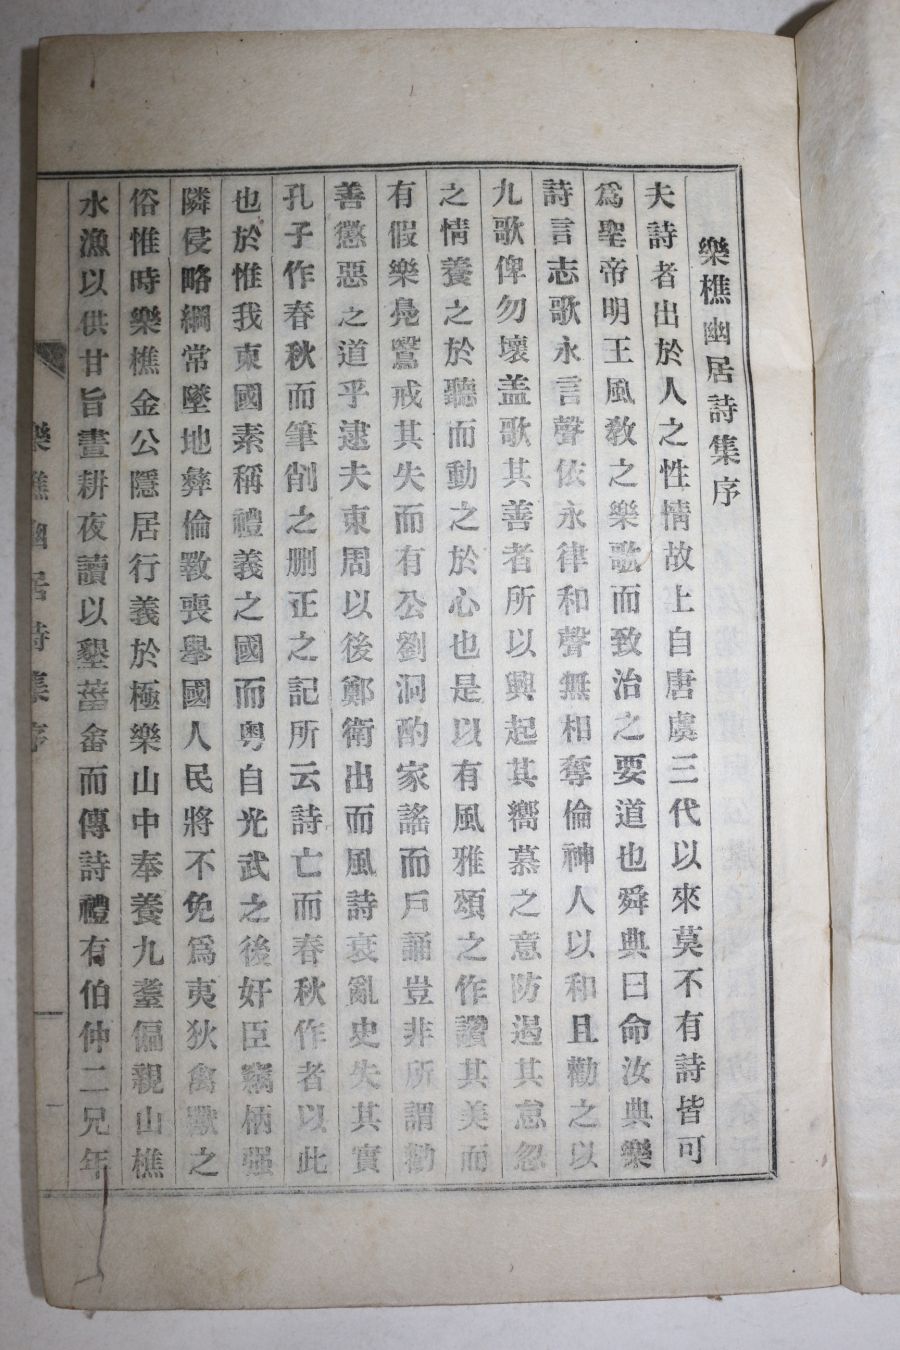 樂樵幽居詩集序
夫詩者出於人之性情故上自唐虞三代以來莫不有詩皆可
爲聖帝明王風敎之樂歌而致治之要道也舜典曰命汝典樂
詩言志歌永言聲依永律和聲無相奪倫神人以和且勸之以
九歌俾勿壞盖歌其善者所以興起其嚮慕之意防遏其怠忽
之情養之於聽而動之於心也是以有風雅頌之作讚其美而
有假樂鳧鷖戒其失而有公劉泂酌家謠而戶誦豈非所謂勸
善懲惡之道乎逮夫東周以後鄭衛出而風詩衰亂史失其實
孔子作春秋而筆削之删正之記所云詩亡而春秋作者以此
也於惟我東國素稱禮義之國而粤自光武之後奸臣竊柄强
隣侵略綱常墜地彝倫斁喪擧國人民將不免爲夷狄禽獸之
俗惟時樂樵金公隱居行義於極樂山中奉養九耋偏親山樵
水漁以供甘旨晝耕夜讀以墾菑畬而傳詩禮有伯仲二兄年
樂樵幽居詩集序
一